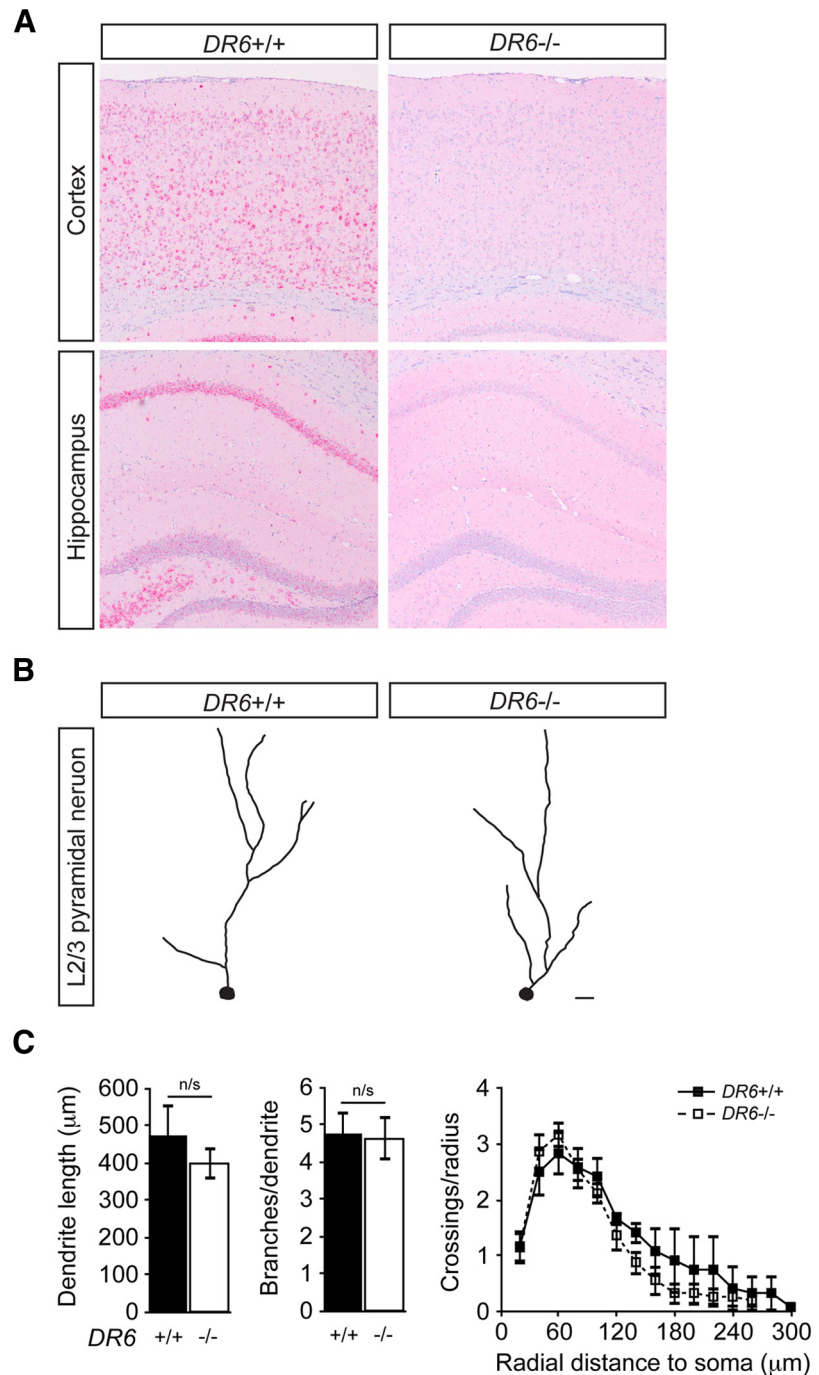 A
DR6+/+ DR6-/-
Cortex
Hippocampus
B
DR6+/+ DR6-/-
L2/3 pyramidal neruon
C
Dendrite length (μm)
600
500
400
300
200
100
0
n/s
DR6 +/+ -/-
Branches/dendrite
6
5
4
3
2
1
0
n/s
+/+ -/-
Crossings/radius
4
3
2
1
0
DR6+/+
DR6-/-
0 60 120 180 240 300
Radial distance to soma (μm)